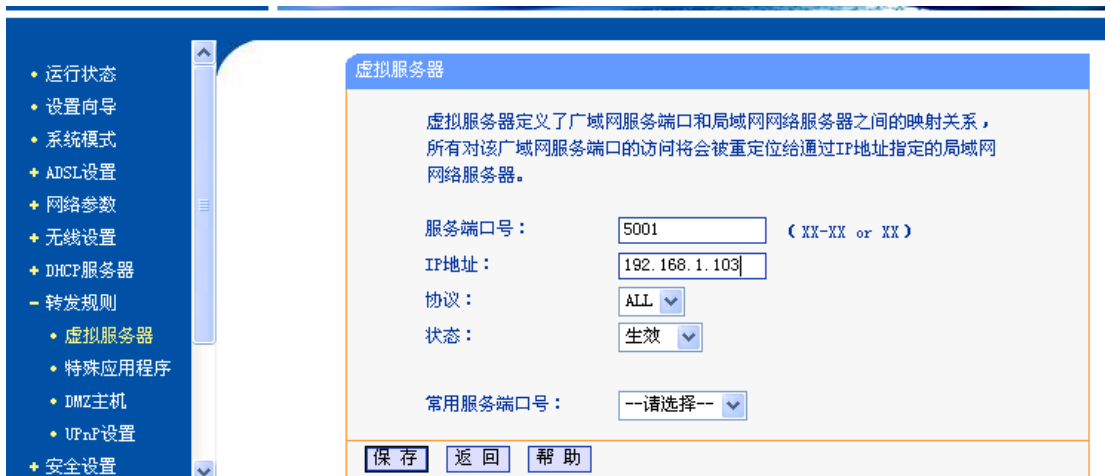 运行状态
设置向导
系统模式
ADSL设置
网络参数
无线设置
DHCP服务器
转发规则
虚拟服务器
特殊应用程序
DMZ主机
UPnP设置
安全设置
虚拟服务器
虚拟服务器定义了广域网服务端口和局域网网络服务器之间的映射关系，
所有对该广域网服务端口的访问将会被重定位给通过IP地址指定的局域网
网络服务器。
服务端口号： 5001 （XX-XX or XX）
IP地址： 192.168.1.103
协议： ALL
状态： 生效
常用服务端口号： --请选择--
保存 返回 帮助